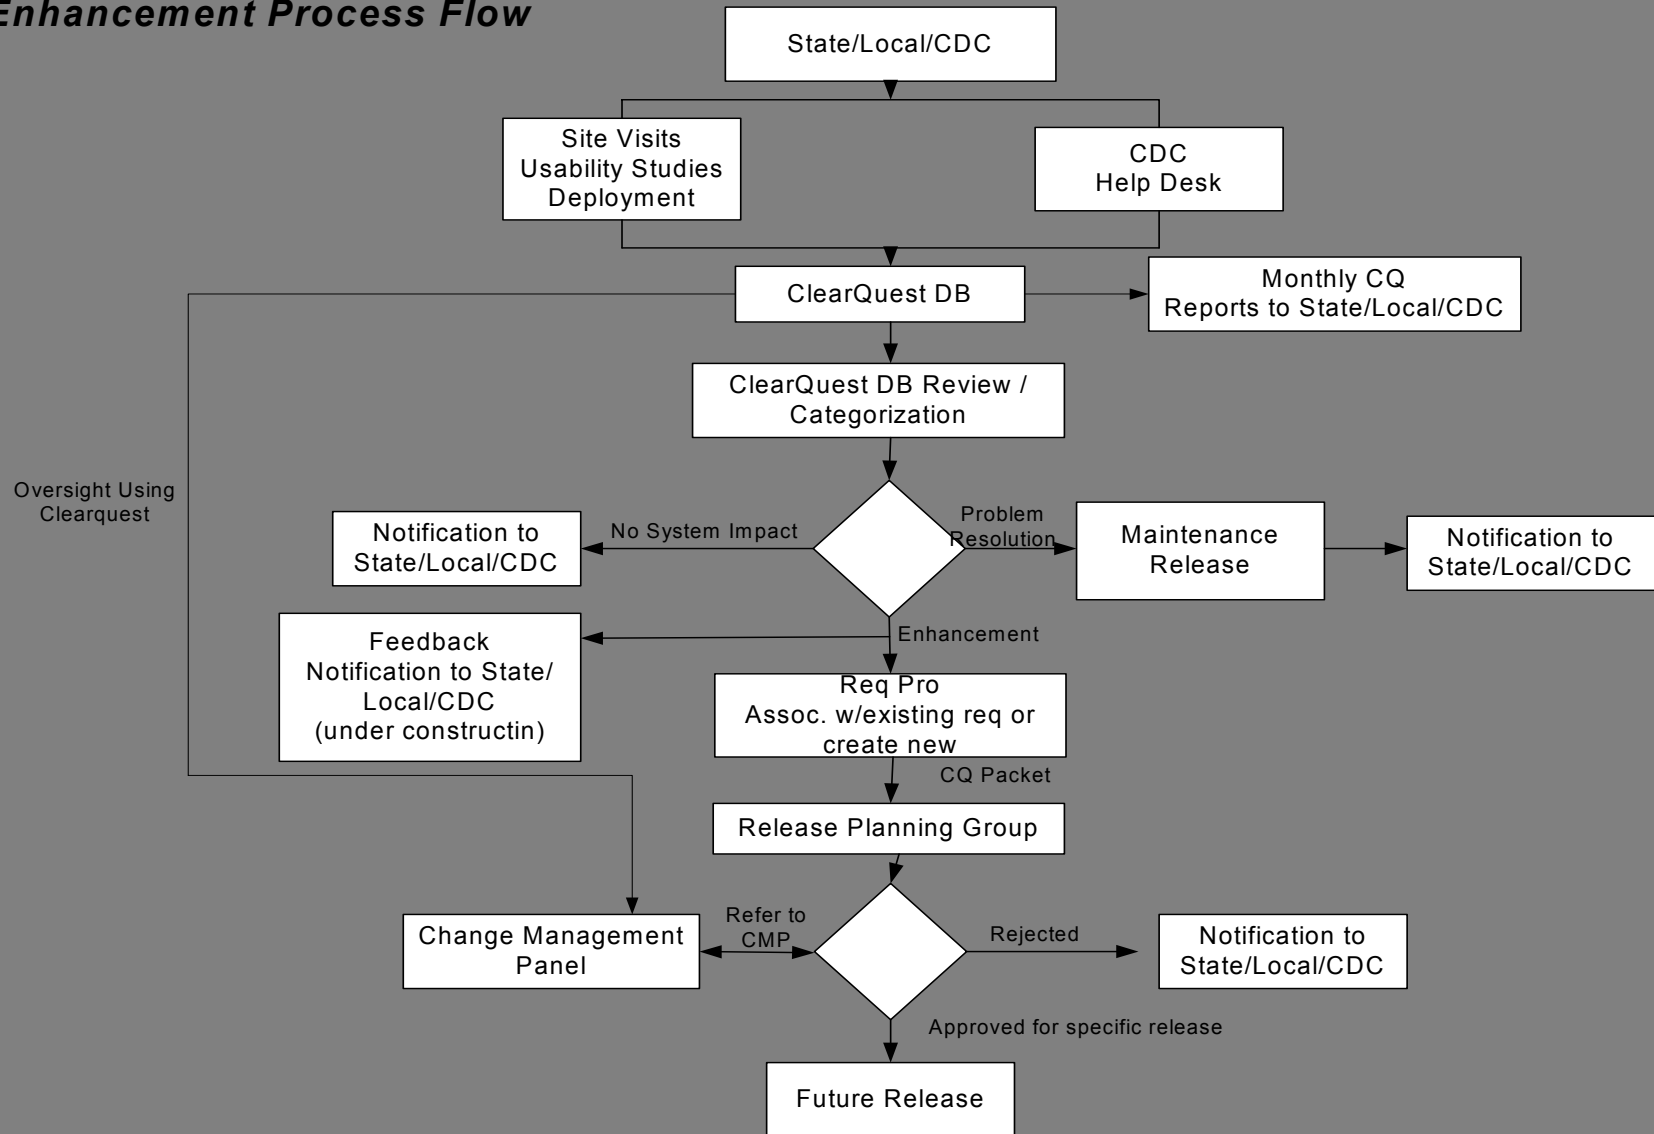 Enhancement Process Flow
State/Local/CDC
Site Visits
Usability Studies
Deployment
CDC
Help Desk
ClearQuest DB
Monthly CQ
Reports to State/Local/CDC
ClearQuest DB Review /
Categorization
Oversight Using
Clearquest
Notification to
State/Local/CDC
No System Impact
Problem
Resolution
Maintenance
Release
Notification to
State/Local/CDC
Feedback
Notification to State/
Local/CDC
(under constructin)
Enhancement
Req Pro
Assoc. w/existing req or
create new
CQ Packet
Release Planning Group
Change Management
Panel
Refer to
CMP
Rejected
Notification to
State/Local/CDC
Approved for specific release
Future Release